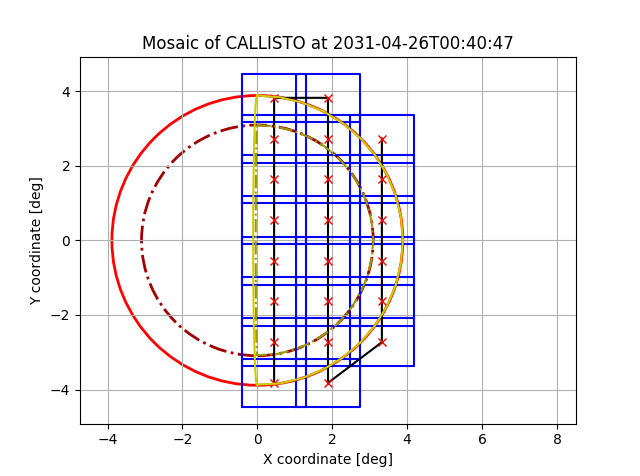 Mosaic of CALLISTO at 2031-04-26T00:40:47
4
2
0
−2
−4
Y coordinate [deg]
−4 −2 0 2 4 6 8
X coordinate [deg]